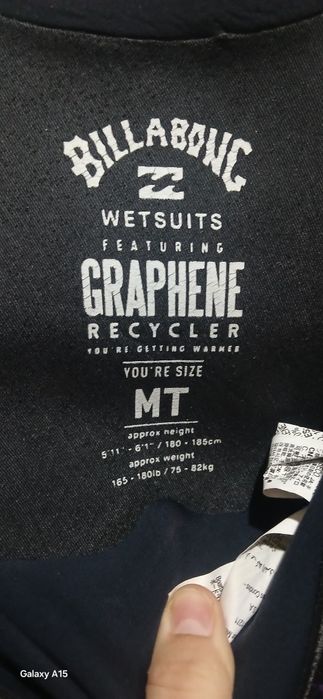 BILLABONG
WETSUITS
FEATURING
GRAPHENE
RECYCLER
YOU'RE GETTING WARMER
YOU'RE SIZE
MT
approx height
5'11" - 6'1" / 180 - 185cm
approx weight
165 - 180lb / 75 - 82kg
Galaxy A15